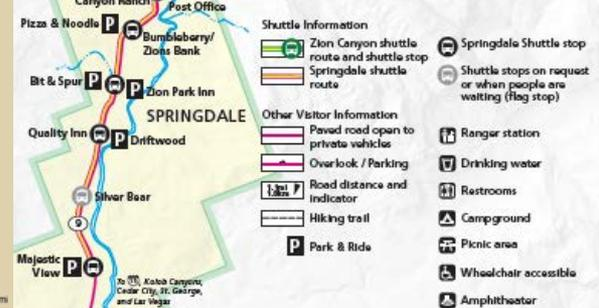 Canyon Ranch
Post Office
Pizza & Noodle P
Bumbleberry/
Zions Bank
Bit & Spur P
P Zion Park Inn
SPRINGDALE
Quality Inn
P Driftwood
Silver Bear
9
Majestic
View P
To 15, Kolob Canyons,
Cedar City, St. George,
and Las Vegas
mi
Shuttle Information
Zion Canyon shuttle
route and shuttle stop
Springdale shuttle
route
Springdale Shuttle stop
Shuttle stops on request
or when people are
waiting (flag stop)
Other Visitor Information
Paved road open to
private vehicles
Overlook / Parking
Road distance and
indicator
Hiking trail
P Park & Ride
Ranger station
Drinking water
Restrooms
Campground
Picnic area
Wheelchair accessible
Amphitheater